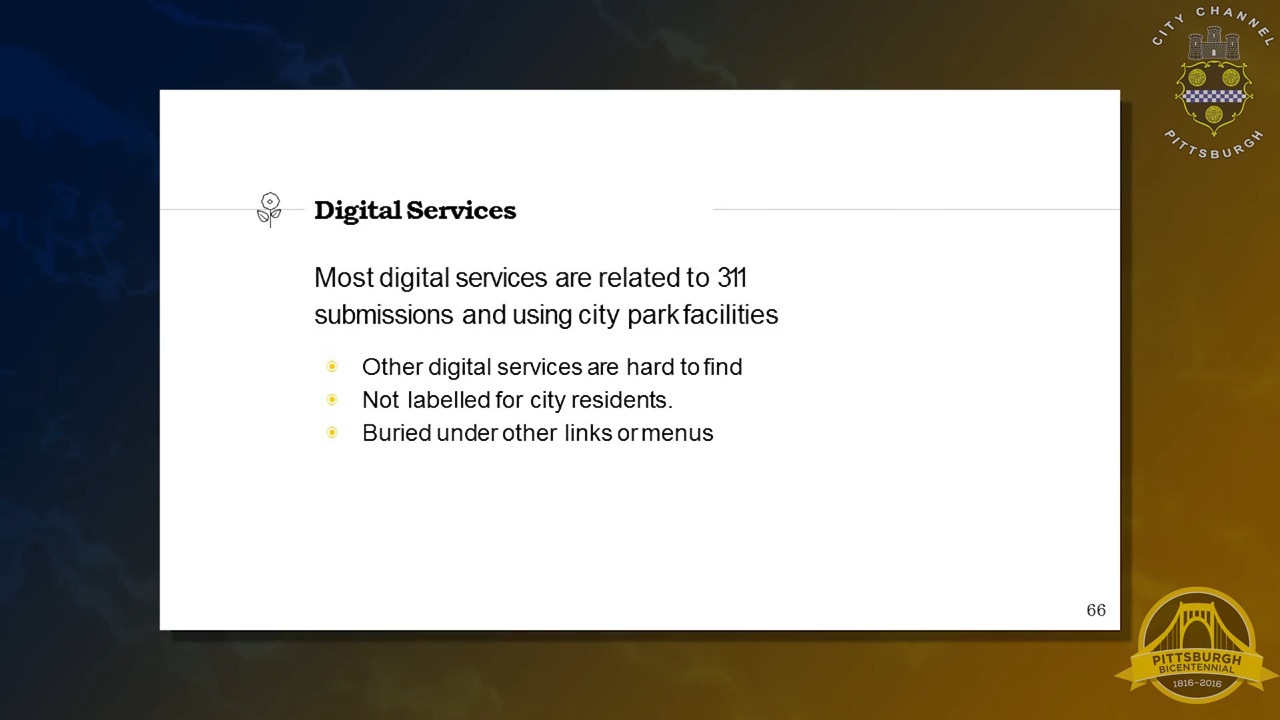 CITY CHANNEL
PITTSBURGH
Digital Services
Most digital services are related to 311
submissions and using city park facilities
Other digital services are hard to find
Not labelled for city residents.
Buried under other links or menus
66
PITTSBURGH
BICENTENNIAL
1816-2016